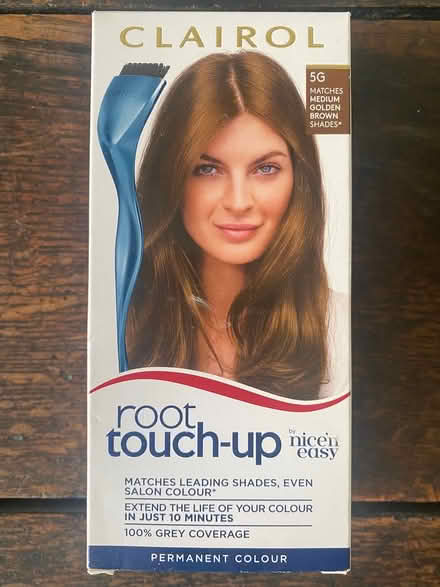 CLAIROL
5G
MATCHES
MEDIUM
GOLDEN
BROWN
SHADES*
root
touch-up
by nice'n
easy
MATCHES LEADING SHADES, EVEN
SALON COLOUR*
EXTEND THE LIFE OF YOUR COLOUR
IN JUST 10 MINUTES
100% GREY COVERAGE
PERMANENT COLOUR